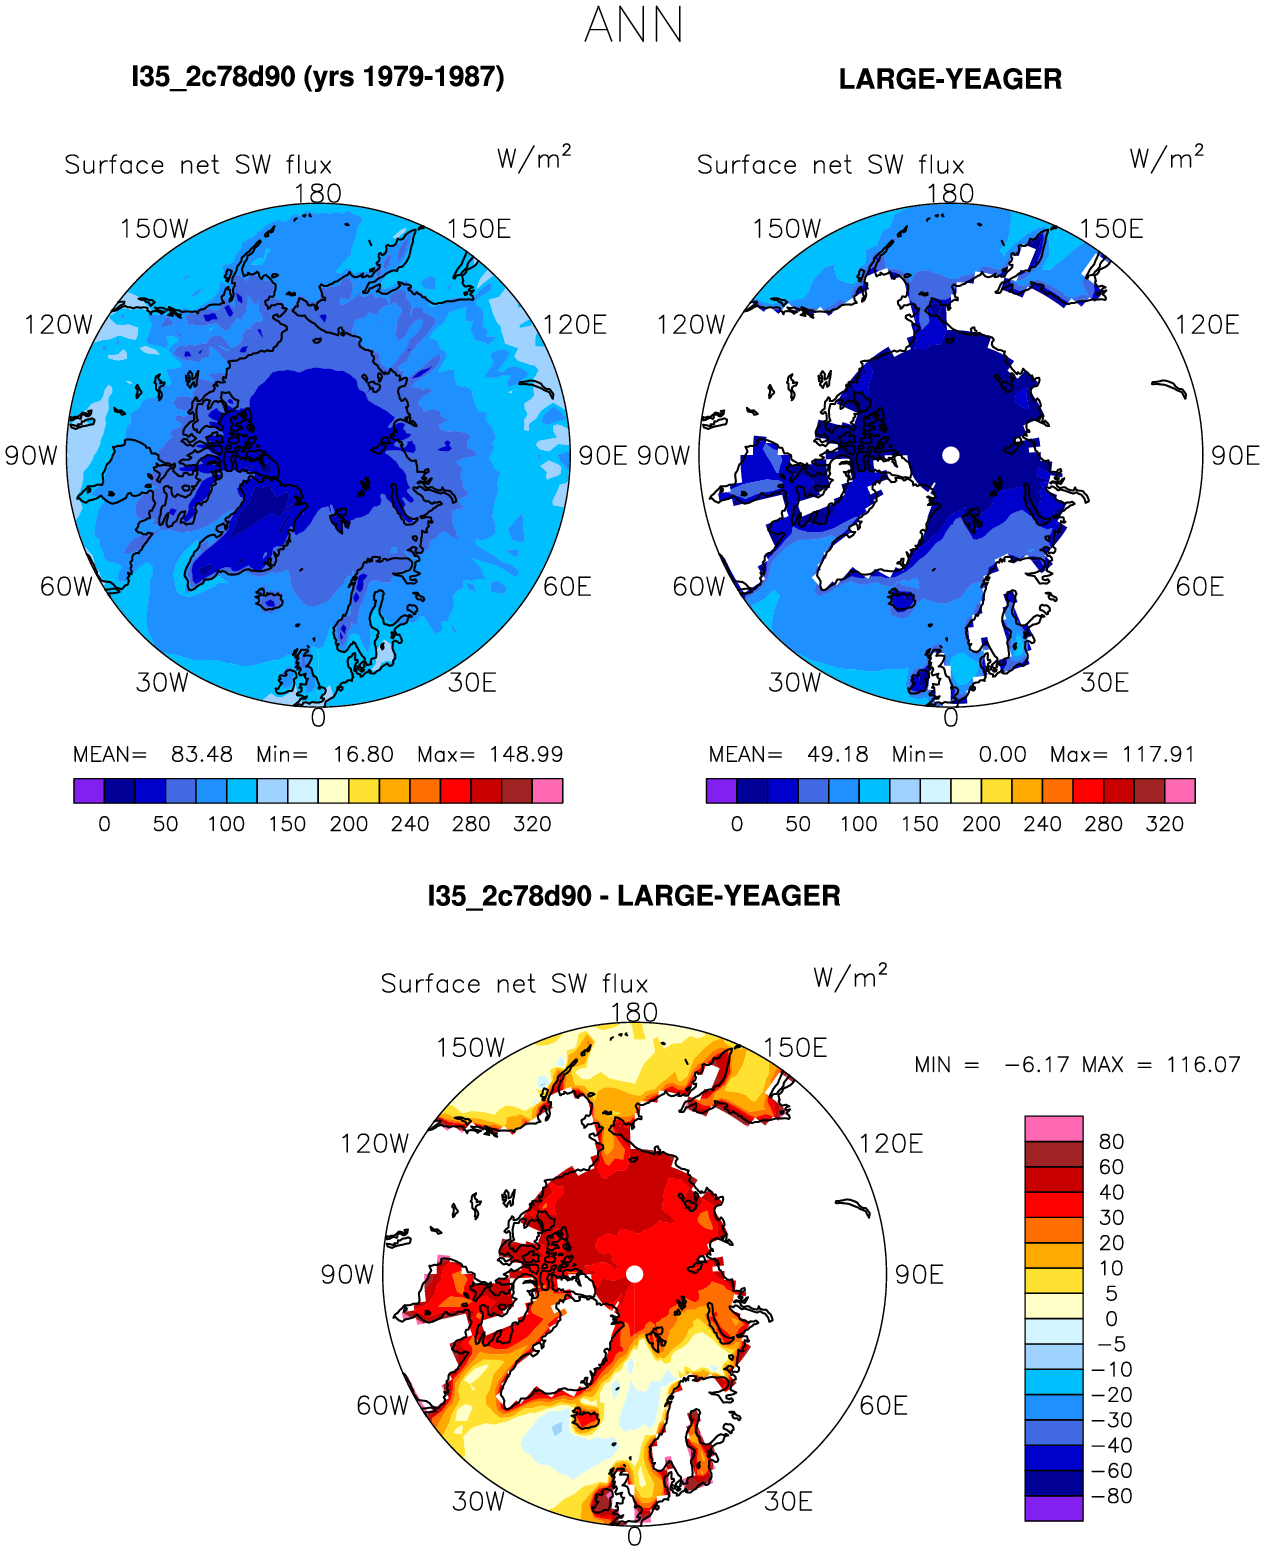 ANN
I35_2c78d90 (yrs 1979-1987)
LARGE-YEAGER
Surface net SW flux W/m²
Surface net SW flux W/m²
180
180
150W 150E
150W 150E
120W 120E
120W 120E
90W 90E
90W 90E
60W 60E
60W 60E
30W 30E
30W 30E
0
0
MEAN= 83.48 Min= 16.80 Max= 148.99
MEAN= 49.18 Min= 0.00 Max= 117.91
0 50 100 150 200 240 280 320
0 50 100 150 200 240 280 320
I35_2c78d90 - LARGE-YEAGER
Surface net SW flux W/m²
180
150W 150E
MIN = -6.17 MAX = 116.07
120W 120E
90W 90E
60W 60E
30W 30E
0
80
60
40
30
20
10
5
0
-5
-10
-20
-30
-40
-60
-80